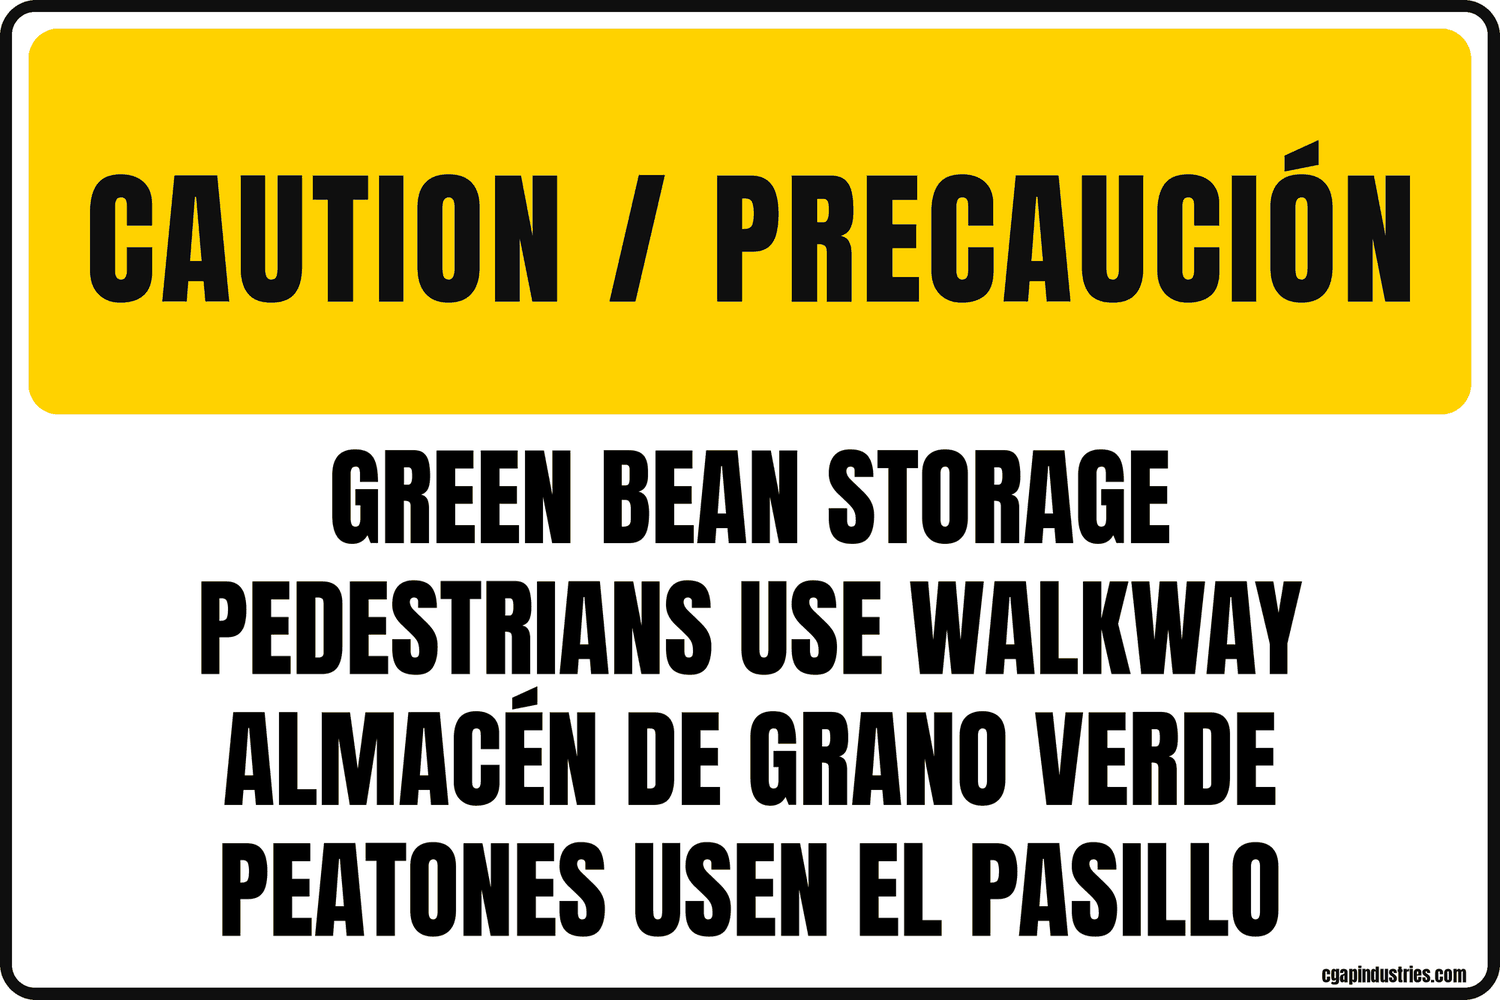 CAUTION / PRECAUCIÓN
GREEN BEAN STORAGE
PEDESTRIANS USE WALKWAY
ALMACÉN DE GRANO VERDE
PEATONES USEN EL PASILLO
cgapindustries.com